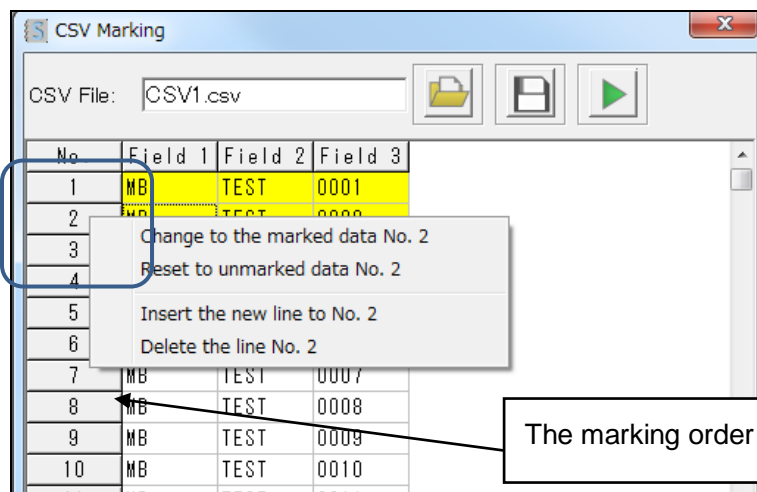 CSV Marking
CSV File: CSV1.csv
No. Field 1 Field 2 Field 3
1 MB TEST 0001
2 MB TEST
3
4
5
6
7 MB TEST 0007
8 MB TEST 0008
9 MB TEST 0009
10 MB TEST 0010
Change to the marked data No. 2
Reset to unmarked data No. 2
Insert the new line to No. 2
Delete the line No. 2
The marking order